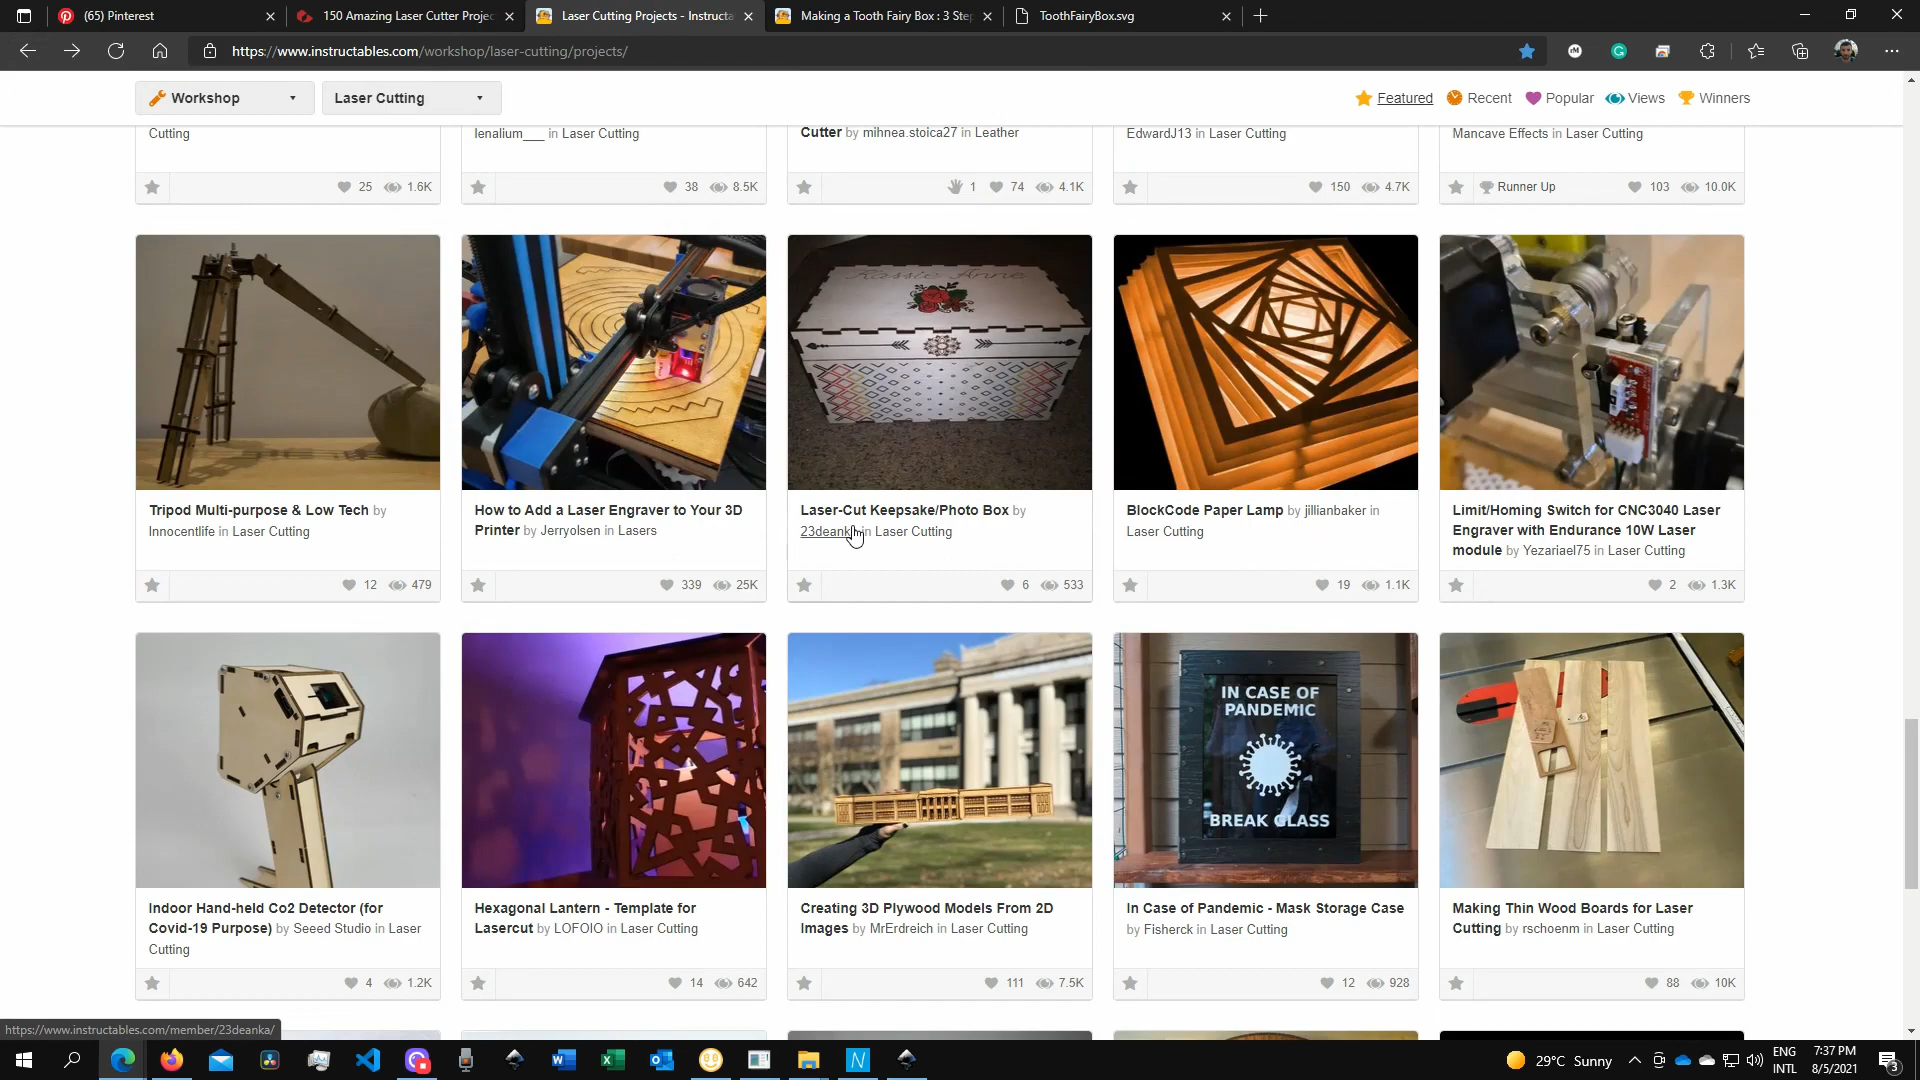 (65) Pinterest
150 Amazing Laser Cutter Projec
Laser Cutting Projects - Instructa
Making a Tooth Fairy Box : 3 Step
ToothFairyBox.svg
https://www.instructables.com/workshop/laser-cutting/projects/
Workshop
Laser Cutting
Featured
Recent
Popular
Views
Winners
Cutting
lenalium___ in Laser Cutting
Cutter by mihnea.stoica27 in Leather
EdwardJ13 in Laser Cutting
Mancave Effects in Laser Cutting
25 1.6K
38 8.5K
1 74 4.1K
150 4.7K
Runner Up 103 10.0K
Kassie Anne
Tripod Multi-purpose & Low Tech by
Innocentlife in Laser Cutting
12 479
How to Add a Laser Engraver to Your 3D
Printer by Jerryolsen in Lasers
339 25K
Laser-Cut Keepsake/Photo Box by
23deanka in Laser Cutting
6 533
BlockCode Paper Lamp by jillianbaker in
Laser Cutting
19 1.1K
Limit/Homing Switch for CNC3040 Laser
Engraver with Endurance 10W Laser
module by Yezariael75 in Laser Cutting
2 1.3K
IN CASE OF
PANDEMIC
BREAK GLASS
Indoor Hand-held Co2 Detector (for
Covid-19 Purpose) by Seeed Studio in Laser
Cutting
4 1.2K
Hexagonal Lantern - Template for
Lasercut by LOFOIO in Laser Cutting
14 642
Creating 3D Plywood Models From 2D
Images by MrErdreich in Laser Cutting
111 7.5K
In Case of Pandemic - Mask Storage Case
by Fisherck in Laser Cutting
12 928
Making Thin Wood Boards for Laser
Cutting by rschoenm in Laser Cutting
88 10K
https://www.instructables.com/member/23deanka/
29°C Sunny
ENG
INTL
7:37 PM
8/5/2021
3